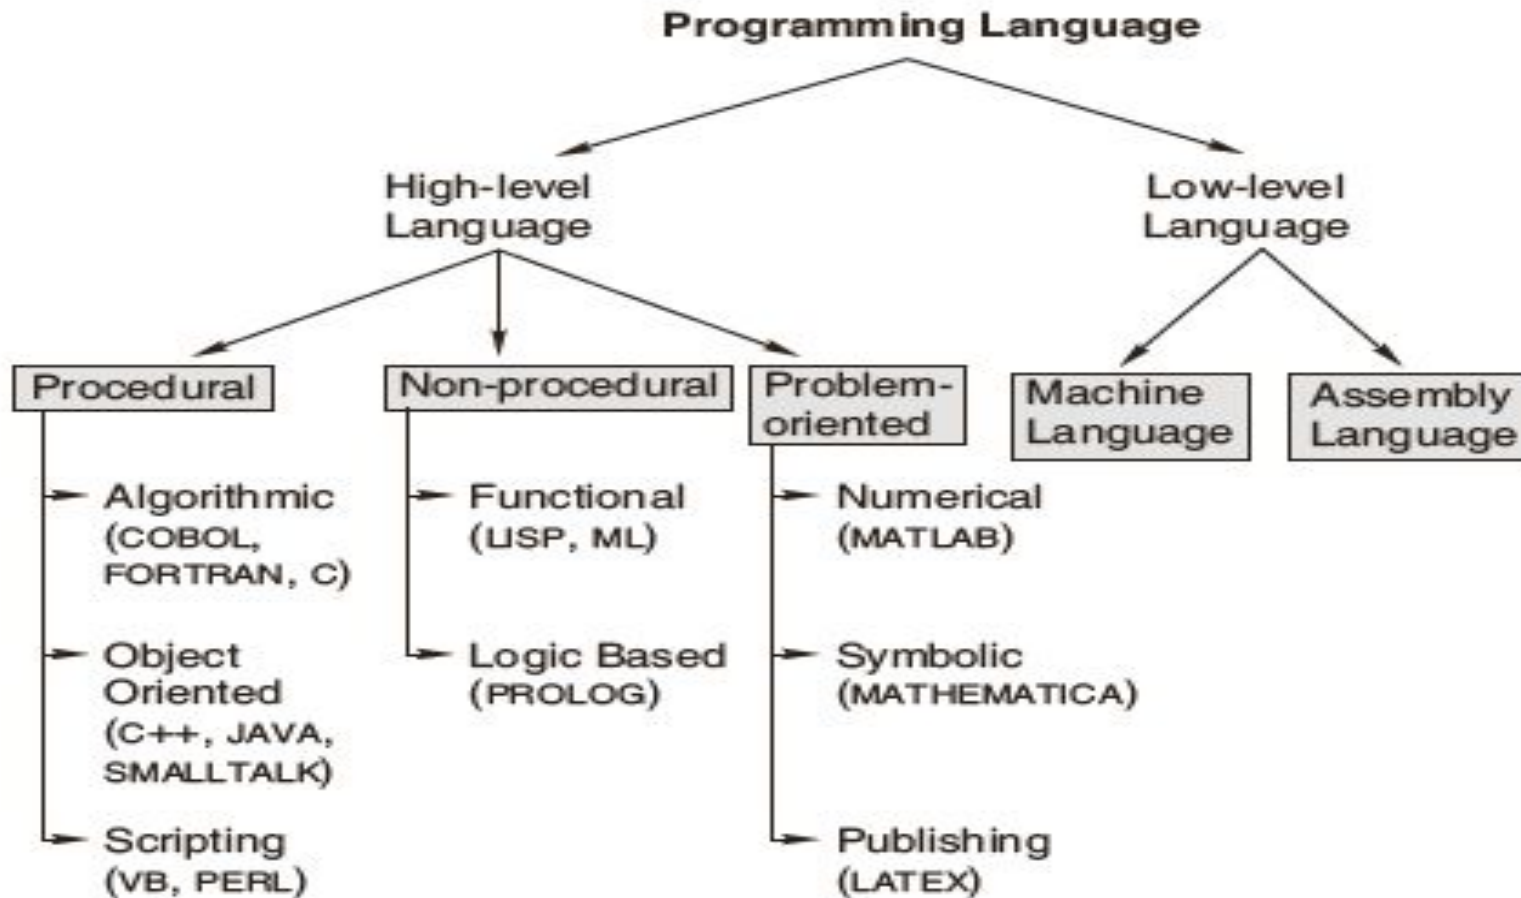 Programming Language
High-level
Language
Low-level
Language
Procedural
Non-procedural
Problem-
oriented
Machine
Language
Assembly
Language
Algorithmic
(COBOL,
FORTRAN, C)
Object
Oriented
(C++, JAVA,
SMALLTALK)
Scripting
(VB, PERL)
Functional
(LISP, ML)
Logic Based
(PROLOG)
Numerical
(MATLAB)
Symbolic
(MATHEMATICA)
Publishing
(LATEX)